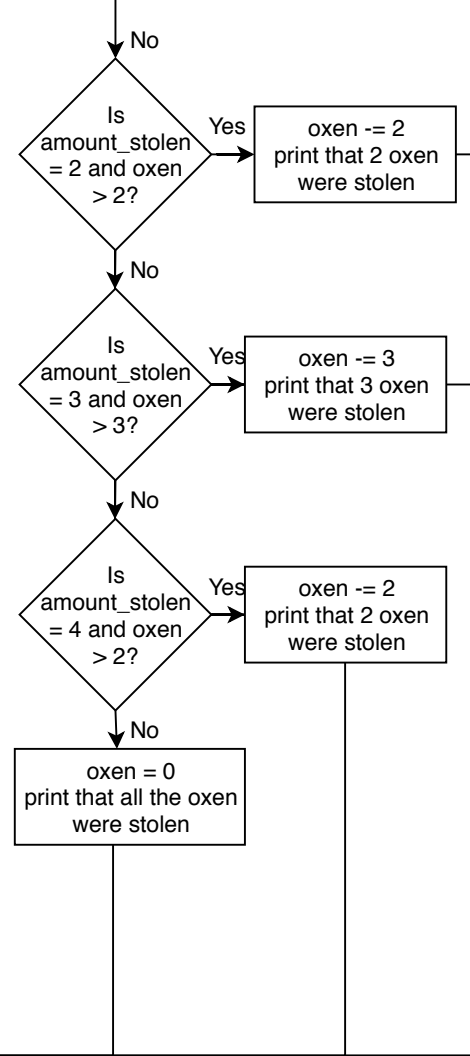 No
Is
amount_stolen
= 2 and oxen
> 2?
Yes
oxen -= 2
print that 2 oxen
were stolen
No
Is
amount_stolen
= 3 and oxen
> 3?
Yes
oxen -= 3
print that 3 oxen
were stolen
No
Is
amount_stolen
= 4 and oxen
> 2?
Yes
oxen -= 2
print that 2 oxen
were stolen
No
oxen = 0
print that all the oxen
were stolen